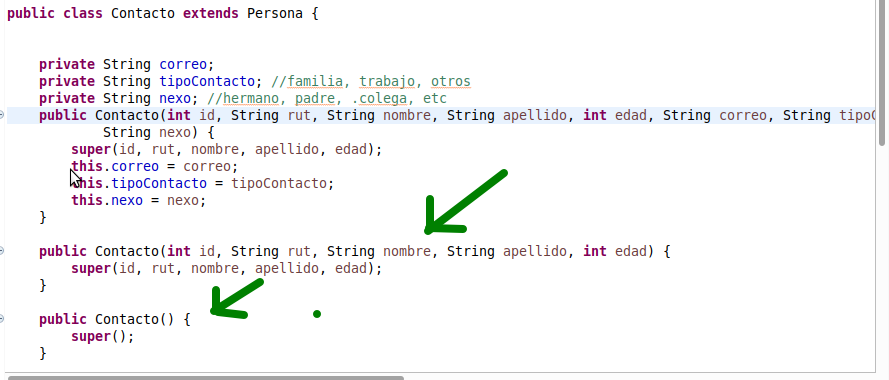 public class Contacto extends Persona {
private String correo;
private String tipoContacto; //familia, trabajo, otros
private String nexo; //hermano, padre, .colega, etc
public Contacto(int id, String rut, String nombre, String apellido, int edad, String correo, String tipoC
String nexo) {
super(id, rut, nombre, apellido, edad);
this.correo = correo;
this.tipoContacto = tipoContacto;
this.nexo = nexo;
}
public Contacto(int id, String rut, String nombre, String apellido, int edad) {
super(id, rut, nombre, apellido, edad);
}
public Contacto() {
super();
}